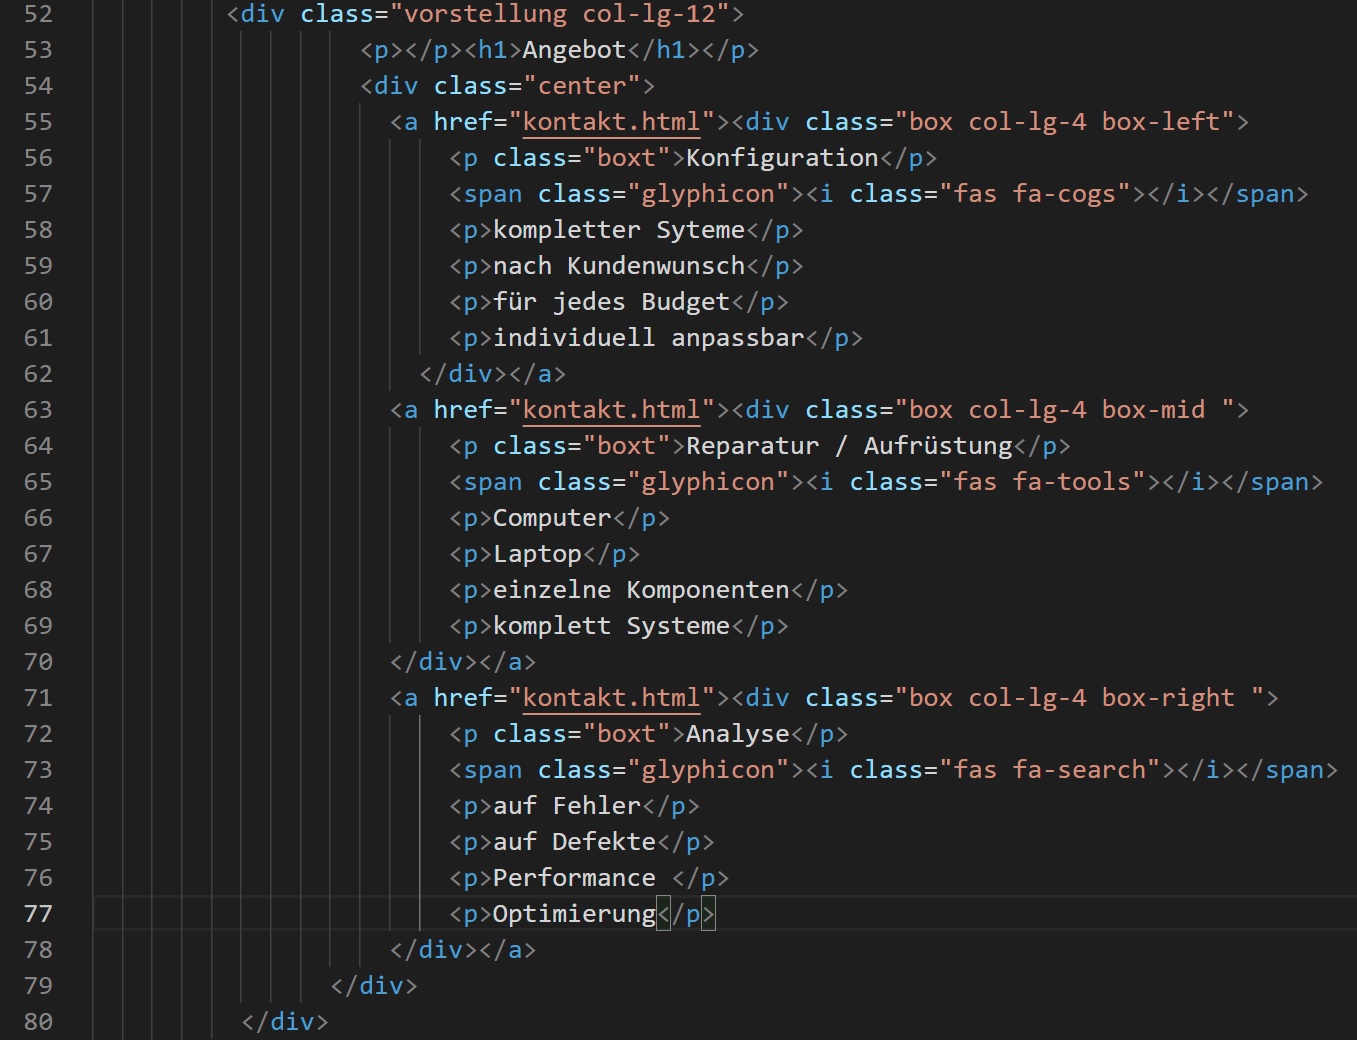 52 <div class="vorstellung col-lg-12">
53 <p></p><h1>Angebot</h1></p>
54 <div class="center">
55 <a href="kontakt.html"><div class="box col-lg-4 box-left">
56 <p class="boxt">Konfiguration</p>
57 <span class="glyphicon"><i class="fas fa-cogs"></i></span>
58 <p>kompletter Syteme</p>
59 <p>nach Kundenwunsch</p>
60 <p>für jedes Budget</p>
61 <p>individuell anpassbar</p>
62 </div></a>
63 <a href="kontakt.html"><div class="box col-lg-4 box-mid ">
64 <p class="boxt">Reparatur / Aufrüstung</p>
65 <span class="glyphicon"><i class="fas fa-tools"></i></span>
66 <p>Computer</p>
67 <p>Laptop</p>
68 <p>einzelne Komponenten</p>
69 <p>komplett Systeme</p>
70 </div></a>
71 <a href="kontakt.html"><div class="box col-lg-4 box-right ">
72 <p class="boxt">Analyse</p>
73 <span class="glyphicon"><i class="fas fa-search"></i></span>
74 <p>auf Fehler</p>
75 <p>auf Defekte</p>
76 <p>Performance </p>
77 <p>Optimierung</p>
78 </div></a>
79 </div>
80 </div>